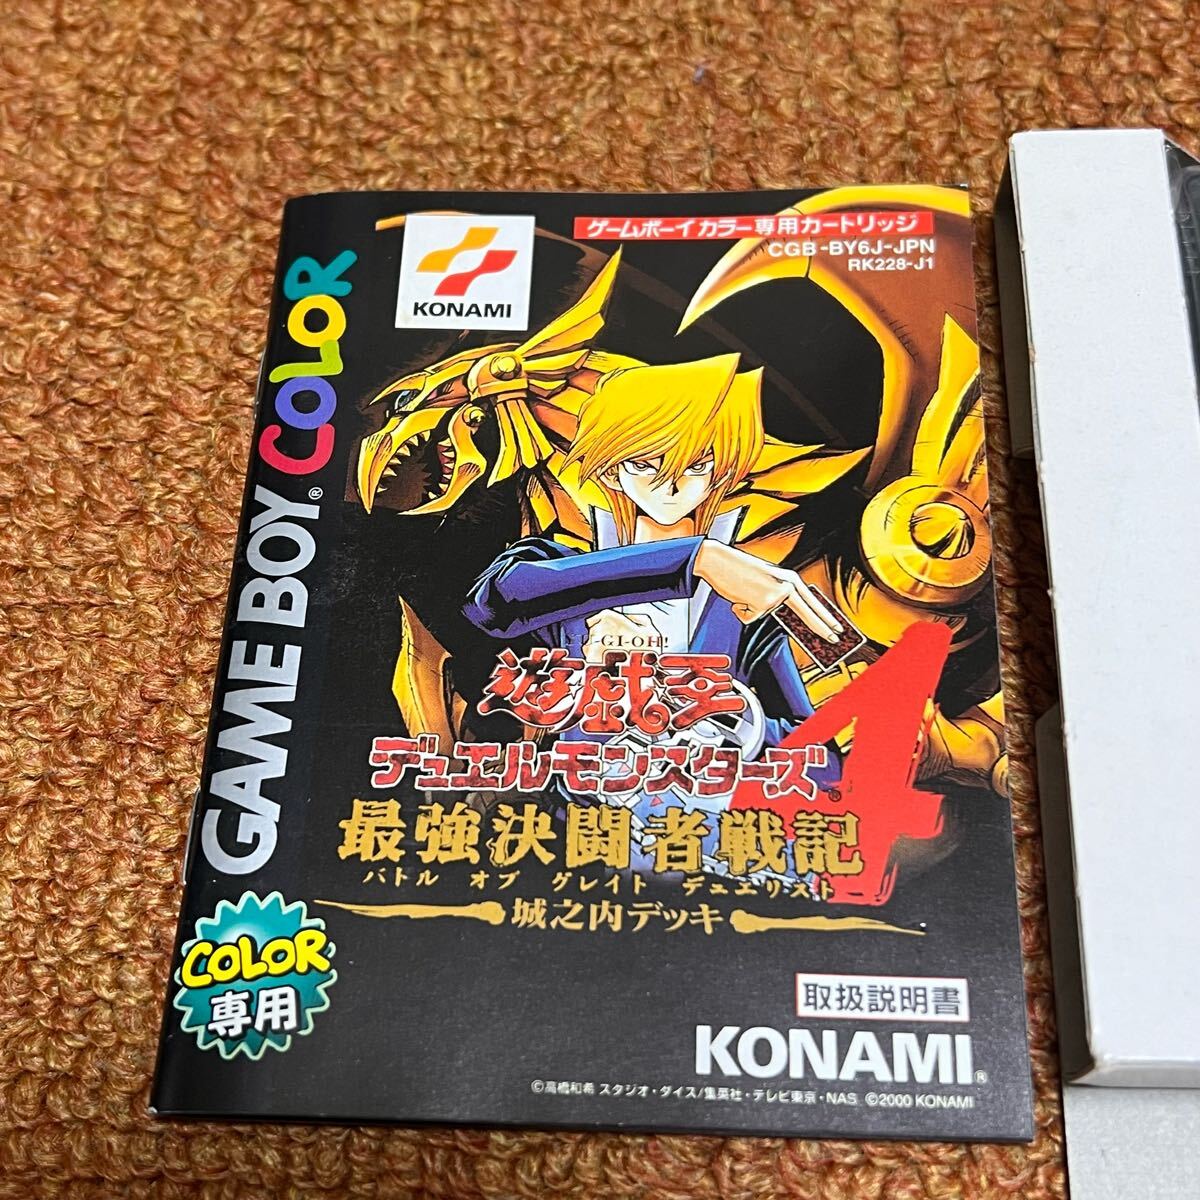 GAME BOY® COLOR
KONAMI
ゲームボーイカラー専用カートリッジ
CGB-BY6J-JPN
RK228-J1
YU-GI-OH!
遊戯王
デュエルモンスターズ®4
最強決闘者戦記
バトル オブ グレイト デュエリスト
城之内デッキ
COLOR
専用
取扱説明書
KONAMI®
©高橋和希 スタジオ・ダイス/集英社・テレビ東京・NAS ©2000 KONAMI